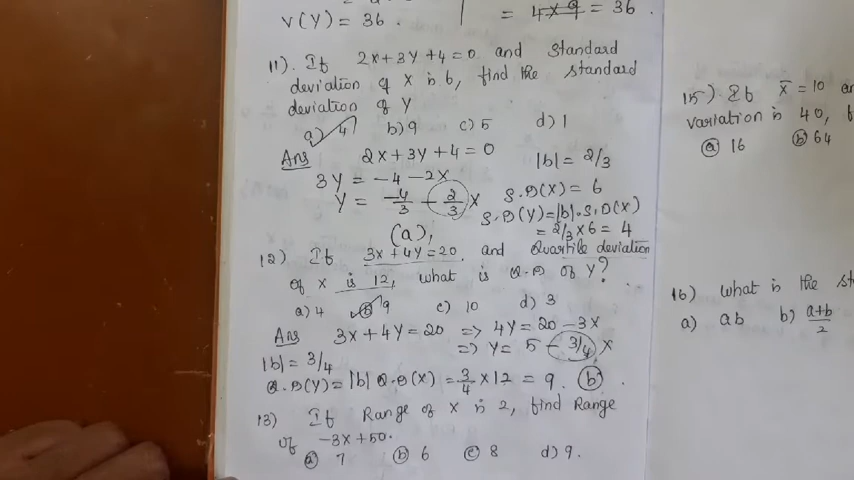 V(Y) = 36.
= 4×9 = 36.
11). If 2x+3y+4=0 and Standard
deviation of x is 6, find the standard
deviation of Y
a) 4 b) 9 c) 5 d) 1
Ans 2x+3y+4=0
|b| = 2/3
3Y = -4 -2x
Y = -4/3 - 2/3 x
S.D(X) = 6
S.D(Y)=|b|.S.D(X)
= 2/3 ×6 = 4
(a),
12) If 3x+4y=20, and Quartile deviation
of x is 12, what is Q.D of Y?
a) 4 b) 9 c) 10 d) 3
Ans 3x+4y=20 => 4y=20-3x
=> Y= 5 - 3/4 x
|b| = 3/4
Q.D(Y)= |b| Q.D(X) = 3/4 ×12 = 9. b.
13) If Range of x is 2, find Range
of -3x+50.
a) 7 b) 6 c) 8 d) 9.
15). If x̄ = 10 an
variation is 40,
a) 16 b) 64
16) What is the st
a) ab b) a+b/2